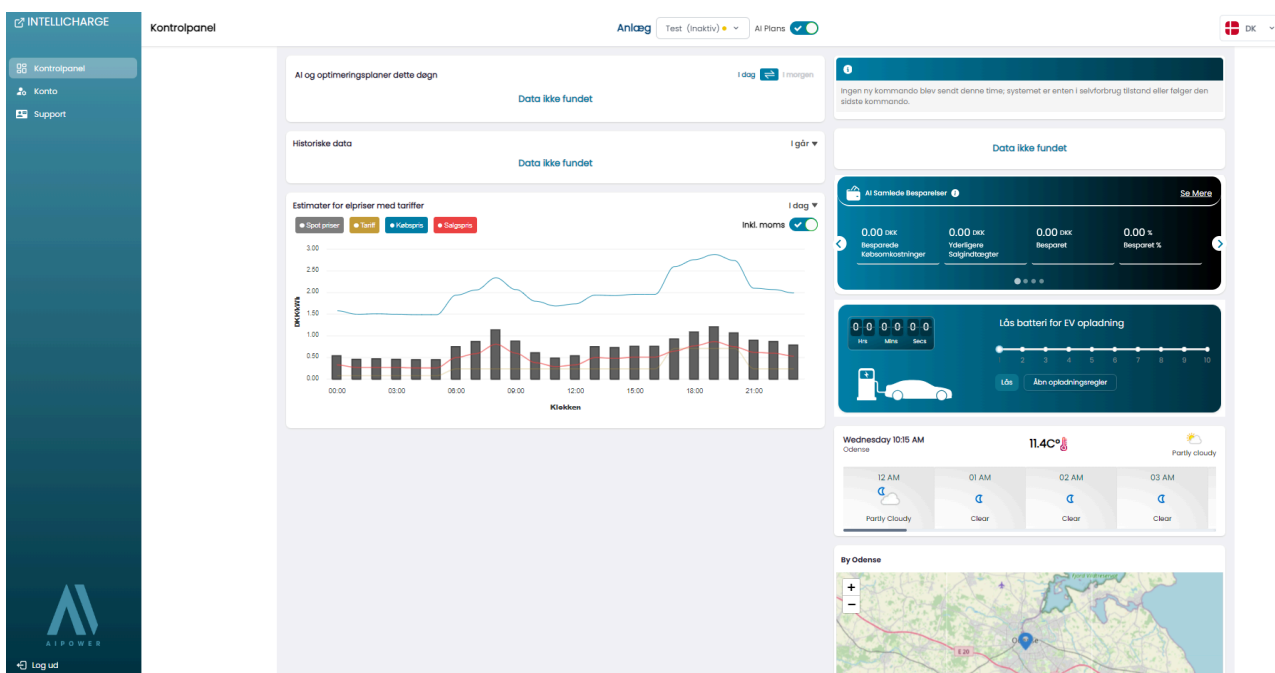 INTELLICHARGE
Kontrolpanel
Konto
Support
AIPOWER
Log ud
Kontrolpanel
Anlæg
Test (Inaktiv)
AI Plans
DK
AI og optimeringsplaner dette døgn
I dag
I morgen
Data ikke fundet
Historiske data
I går ▼
Data ikke fundet
Estimater for elpriser med tariffer
I dag ▼
Spot priser
Tariff
Købspris
Salgspris
Inkl. moms
3.00
2.50
2.00
1.50
1.00
0.50
0.00
DKK/kWh
00:00 03:00 06:00 09:00 12:00 15:00 18:00 21:00
Klokken
Ingen ny kommando blev sendt denne time; systemet er enten i selvforbrug tilstand eller følger den
sidste kommando.
Data ikke fundet
AI Samlede Besparelser
Se Mere
0.00 DKK
Besparede
Købsomkostninger
0.00 DKK
Yderligere
Salgindtægter
0.00 DKK
Besparet
0.00 %
Besparet %
0 0 0 0 0 0
Hrs Mins Secs
Lås batteri for EV opladning
1 2 3 4 5 6 7 8 9 10
Lås
Åbn opladningsregler
Wednesday 10:15 AM
Odense
11.4C°
Partly cloudy
12 AM
Partly Cloudy
01 AM
Clear
02 AM
Clear
03 AM
Clear
By Odense
+
−
E 20